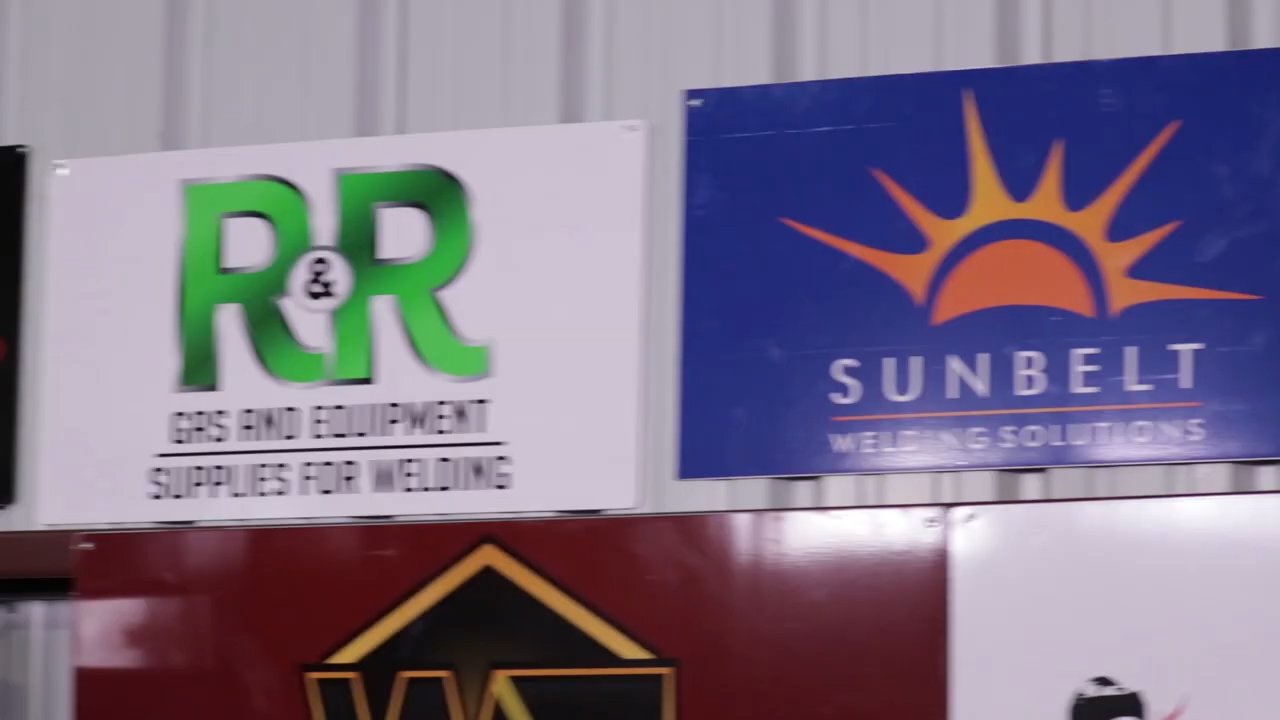 R&R
GAS AND EQUIPMENT
SUPPLIES FOR WELDING
SUNBELT
WELDING SOLUTIONS